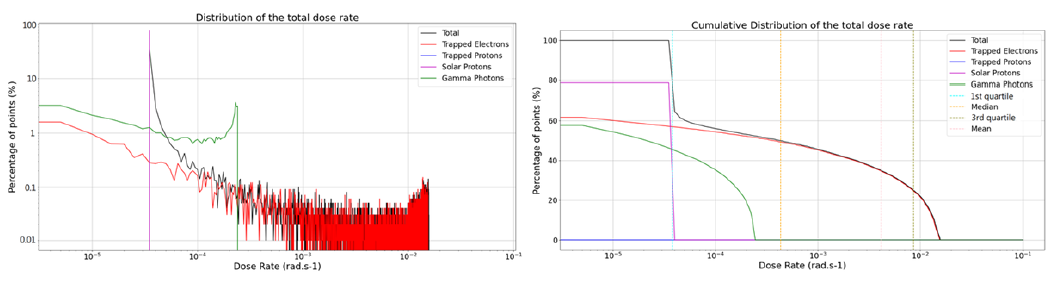 Distribution of the total dose rate
Percentage of points (%)
100
10
1
0.1
0.01
10⁻⁵
10⁻⁴
10⁻³
10⁻²
10⁻¹
Dose Rate (rad.s-1)
Total
Trapped Electrons
Trapped Protons
Solar Protons
Gamma Photons
Cumulative Distribution of the total dose rate
Percentage of points (%)
100
80
60
40
20
0
10⁻⁵
10⁻⁴
10⁻³
10⁻²
10⁻¹
Dose Rate (rad.s-1)
Total
Trapped Electrons
Trapped Protons
Solar Protons
Gamma Photons
1st quartile
Median
3rd quartile
Mean